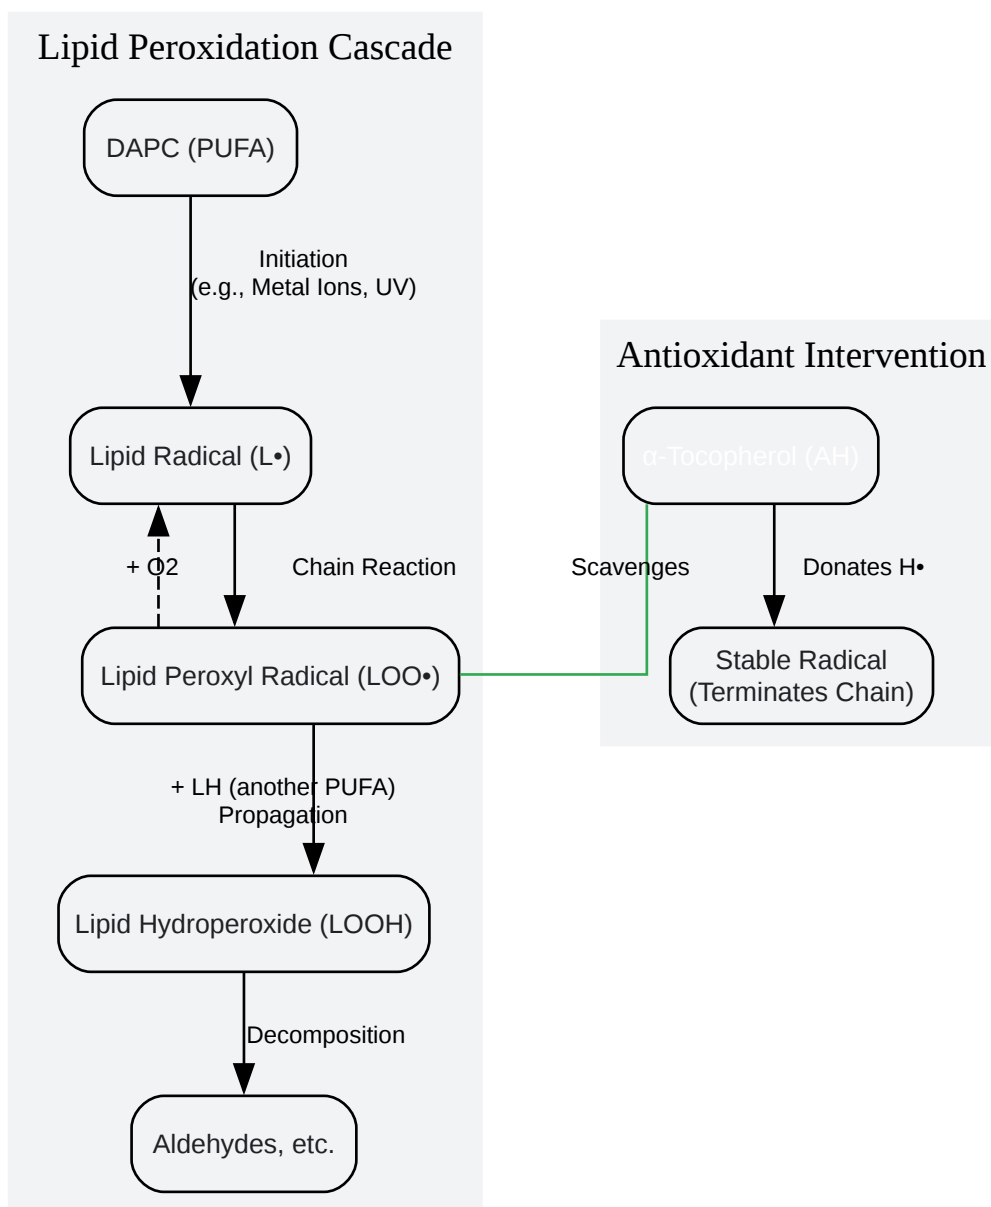 Lipid Peroxidation Cascade
DAPC (PUFA)
Initiation
(e.g., Metal Ions, UV)
Lipid Radical (L•)
+ O2
Chain Reaction
Lipid Peroxyl Radical (LOO•)
+ LH (another PUFA)
Propagation
Lipid Hydroperoxide (LOOH)
Decomposition
Aldehydes, etc.
Antioxidant Intervention
α-Tocopherol (AH)
Scavenges
Donates H•
Stable Radical
(Terminates Chain)